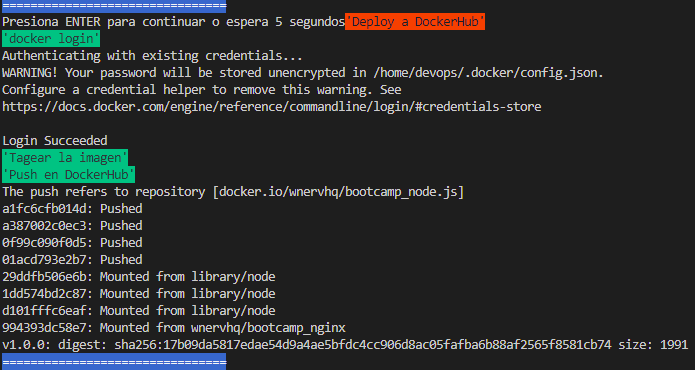 ================================
Presiona ENTER para continuar o espera 5 segundos'Deploy a DockerHub'
'docker login'
Authenticating with existing credentials...
WARNING! Your password will be stored unencrypted in /home/devops/.docker/config.json.
Configure a credential helper to remove this warning. See
https://docs.docker.com/engine/reference/commandline/login/#credentials-store

Login Succeeded
'Tagear la imagen'
'Push en DockerHub'
The push refers to repository [docker.io/wnervhq/bootcamp_node.js]
a1fc6cfb014d: Pushed
a387002c0ec3: Pushed
0f99c090f0d5: Pushed
01acd793e2b7: Pushed
29ddfb506e6b: Mounted from library/node
1dd574bd2c87: Mounted from library/node
d101fffc6eaf: Mounted from library/node
994393dc58e7: Mounted from wnervhq/bootcamp_nginx
v1.0.0: digest: sha256:17b09da5817edae54d9a4ae5bfdc4cc906d8ac05fafba6b88af2565f8581cb74 size: 1991
================================